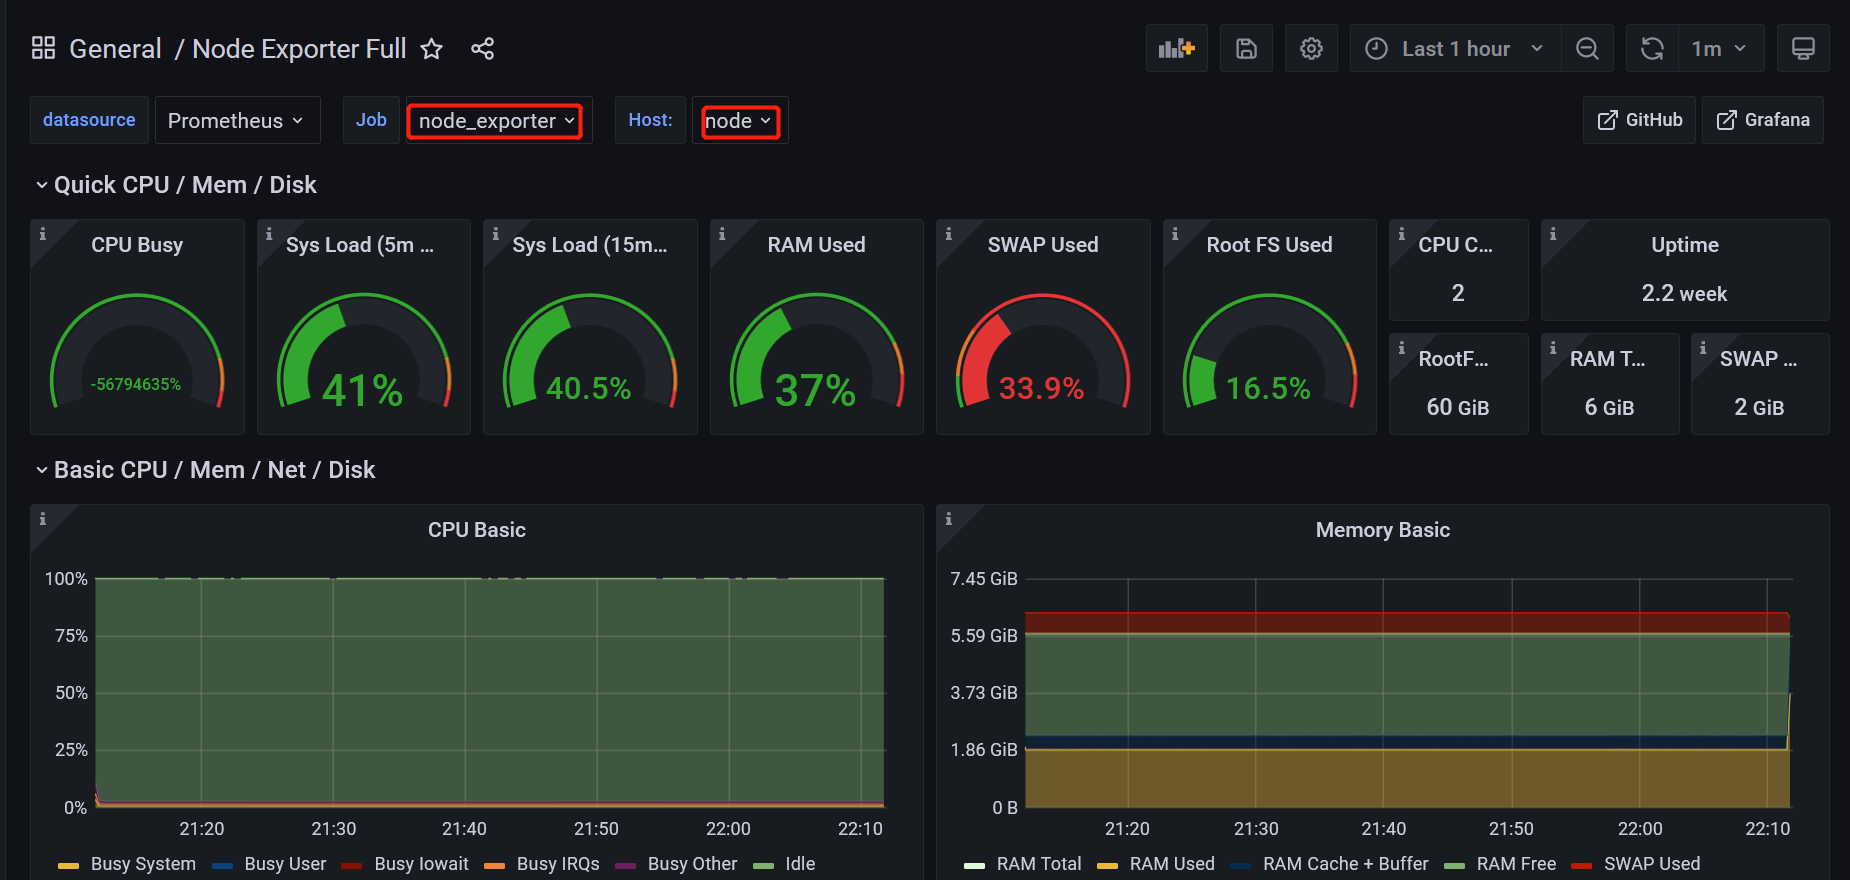 General / Node Exporter Full
Last 1 hour
1m
datasource Prometheus Job node_exporter Host: node GitHub Grafana
Quick CPU / Mem / Disk
CPU Busy
-56794635%
Sys Load (5m ...
41%
Sys Load (15m...
40.5%
RAM Used
37%
SWAP Used
33.9%
Root FS Used
16.5%
CPU C...
2
Uptime
2.2 week
RootF...
60 GiB
RAM T...
6 GiB
SWAP ...
2 GiB
Basic CPU / Mem / Net / Disk
CPU Basic
100%
75%
50%
25%
0%
21:20 21:30 21:40 21:50 22:00 22:10
Busy System Busy User Busy Iowait Busy IRQs Busy Other Idle
Memory Basic
7.45 GiB
5.59 GiB
3.73 GiB
1.86 GiB
0 B
21:20 21:30 21:40 21:50 22:00 22:10
RAM Total RAM Used RAM Cache + Buffer RAM Free SWAP Used